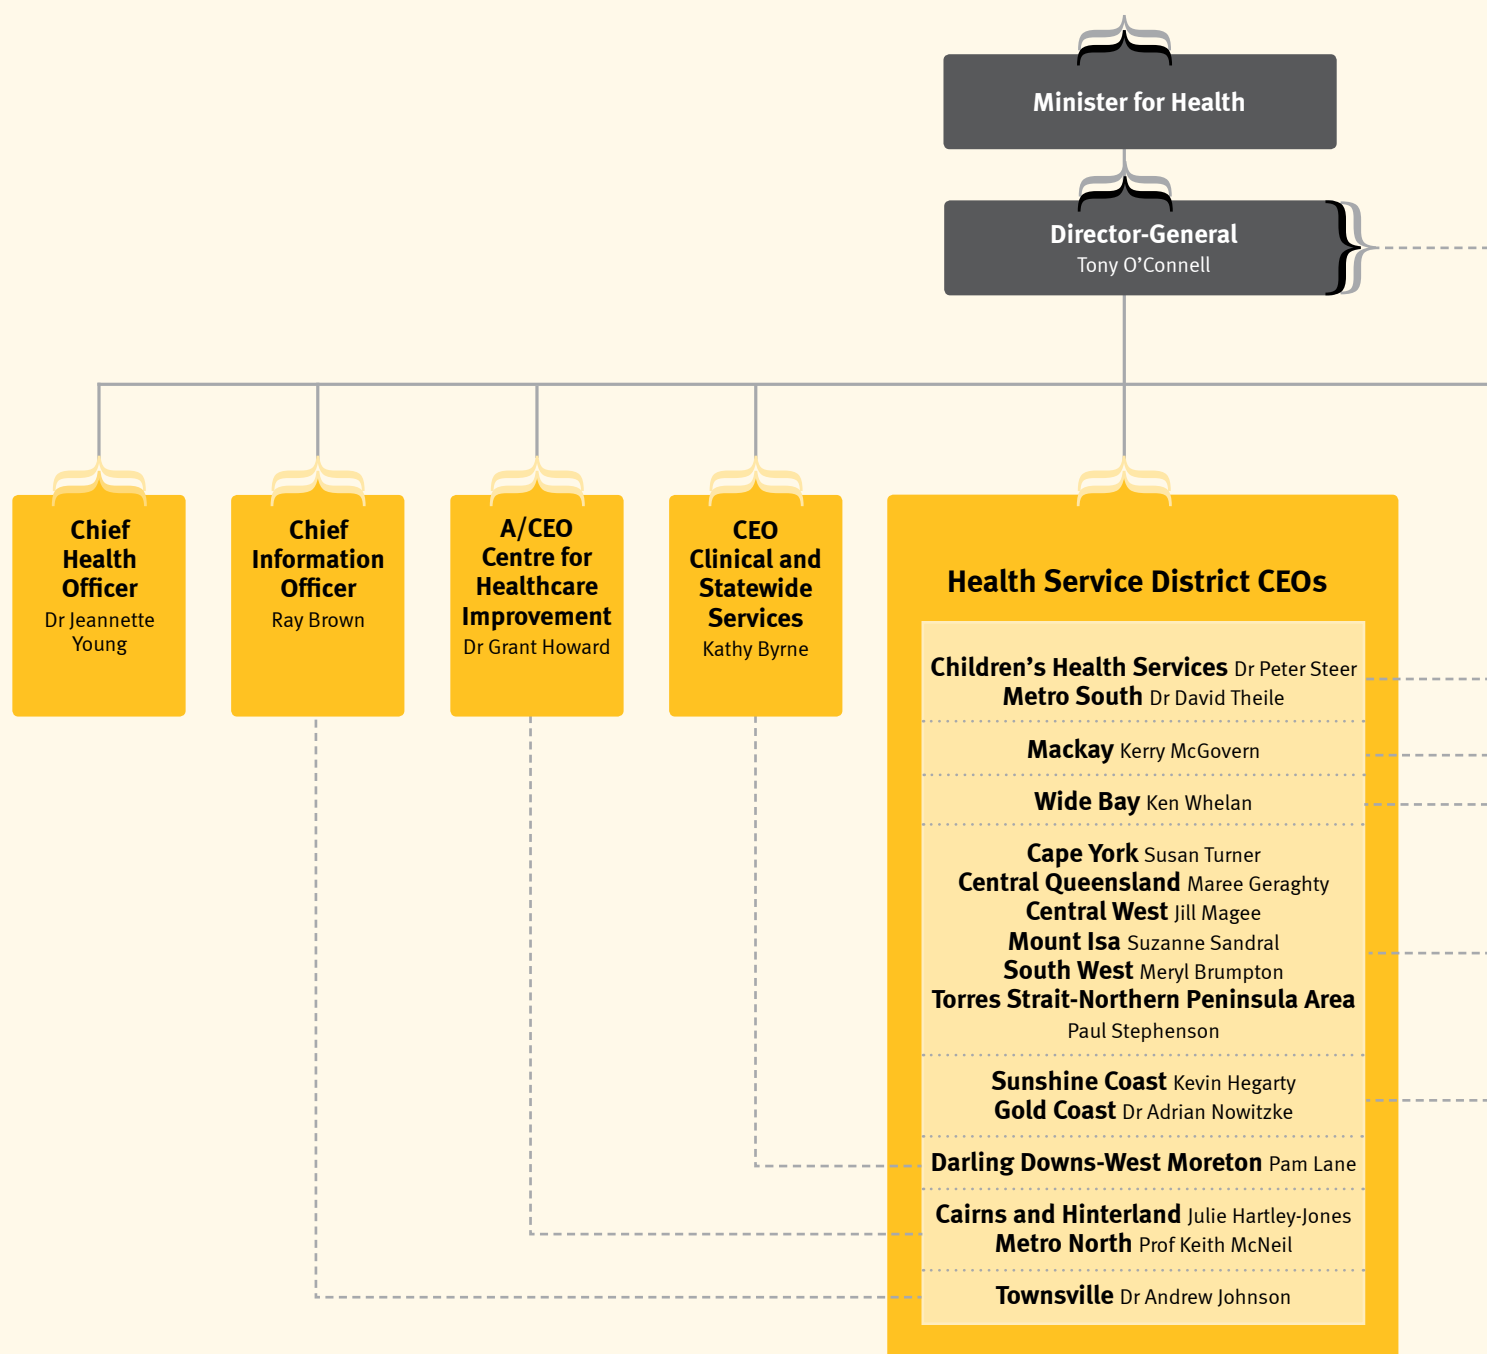 Minister for Health
Director-General
Tony O’Connell
Chief
Health
Officer
Dr Jeannette
Young
Chief
Information
Officer
Ray Brown
A/CEO
Centre for
Healthcare
Improvement
Dr Grant Howard
CEO
Clinical and
Statewide
Services
Kathy Byrne
Health Service District CEOs
Children’s Health Services Dr Peter Steer
Metro South Dr David Theile
Mackay Kerry McGovern
Wide Bay Ken Whelan
Cape York Susan Turner
Central Queensland Maree Geraghty
Central West Jill Magee
Mount Isa Suzanne Sandral
South West Meryl Brumpton
Torres Strait-Northern Peninsula Area
Paul Stephenson
Sunshine Coast Kevin Hegarty
Gold Coast Dr Adrian Nowitzke
Darling Downs-West Moreton Pam Lane
Cairns and Hinterland Julie Hartley-Jones
Metro North Prof Keith McNeil
Townsville Dr Andrew Johnson